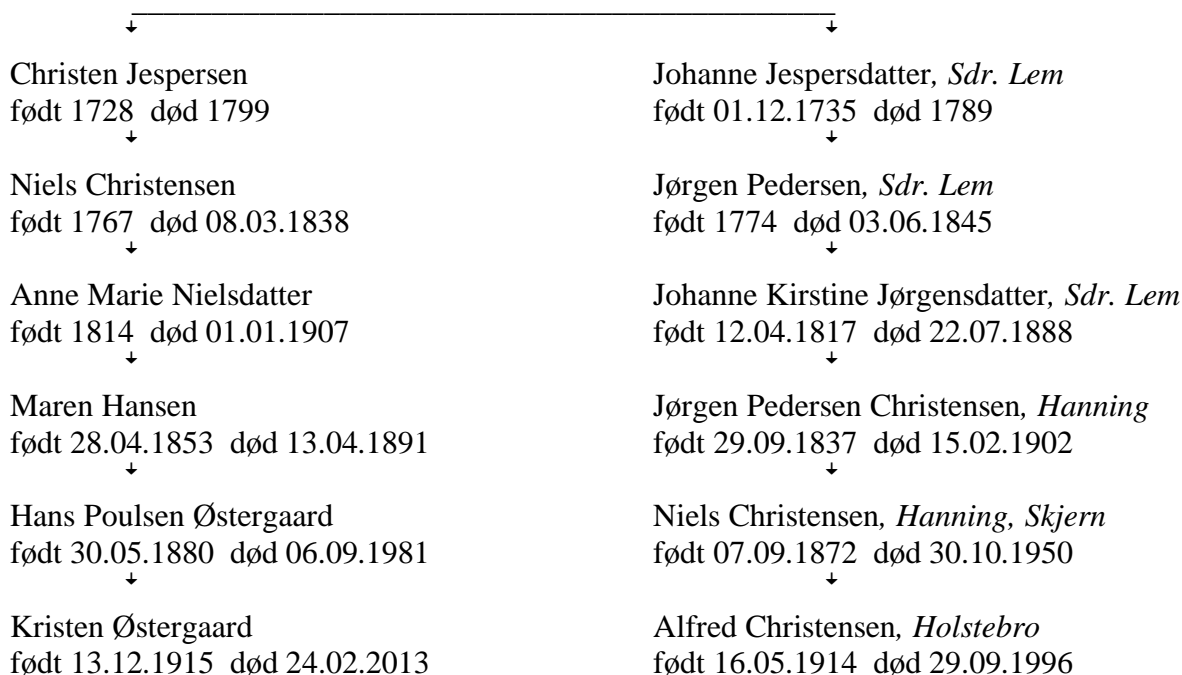 Christen Jespersen
født 1728 død 1799
Niels Christensen
født 1767 død 08.03.1838
Anne Marie Nielsdatter
født 1814 død 01.01.1907
Maren Hansen
født 28.04.1853 død 13.04.1891
Hans Poulsen Østergaard
født 30.05.1880 død 06.09.1981
Kristen Østergaard
født 13.12.1915 død 24.02.2013
Johanne Jespersdatter, Sdr. Lem
født 01.12.1735 død 1789
Jørgen Pedersen, Sdr. Lem
født 1774 død 03.06.1845
Johanne Kirstine Jørgensdatter, Sdr. Lem
født 12.04.1817 død 22.07.1888
Jørgen Pedersen Christensen, Hanning
født 29.09.1837 død 15.02.1902
Niels Christensen, Hanning, Skjern
født 07.09.1872 død 30.10.1950
Alfred Christensen, Holstebro
født 16.05.1914 død 29.09.1996